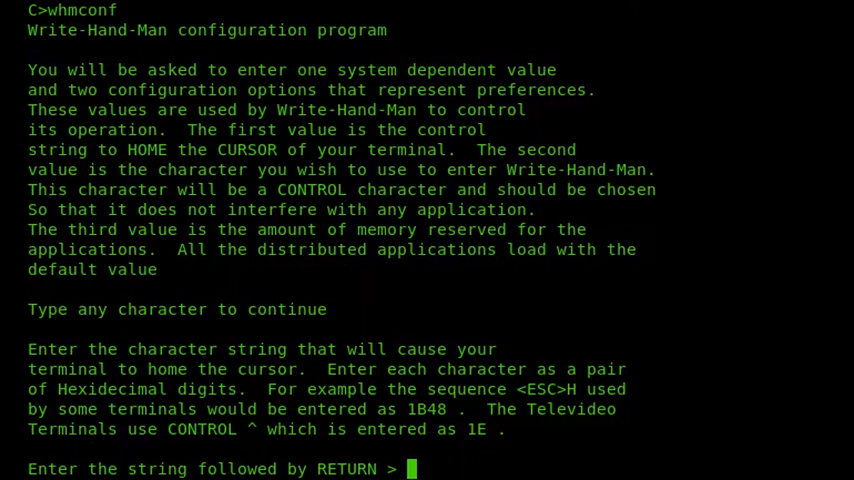 C>whmconf
Write-Hand-Man configuration program
You will be asked to enter one system dependent value
and two configuration options that represent preferences.
These values are used by Write-Hand-Man to control
its operation.  The first value is the control
string to HOME the CURSOR of your terminal.  The second
value is the character you wish to use to enter Write-Hand-Man.
This character will be a CONTROL character and should be chosen
So that it does not interfere with any application.
The third value is the amount of memory reserved for the
applications.  All the distributed applications load with the
default value
Type any character to continue
Enter the character string that will cause your
terminal to home the cursor.  Enter each character as a pair
of Hexidecimal digits.  For example the sequence <ESC>H used
by some terminals would be entered as 1B48 .  The Televideo
Terminals use CONTROL ^ which is entered as 1E .
Enter the string followed by RETURN >